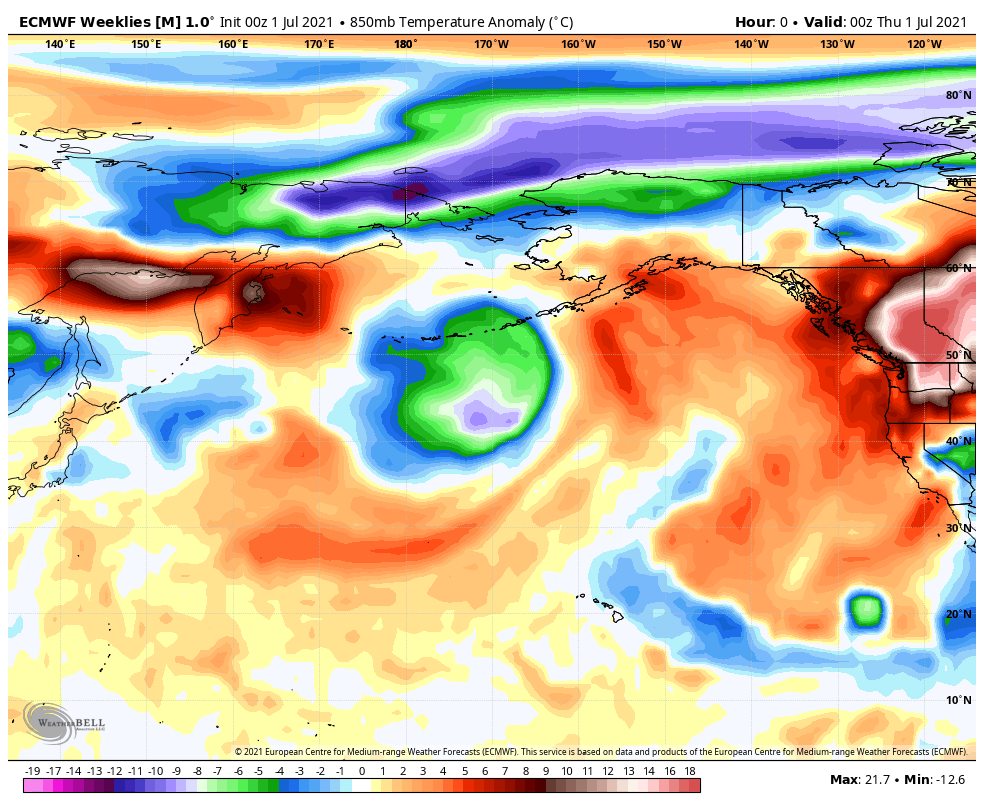 ECMWF Weeklies [M] 1.0° Init 00z 1 Jul 2021 • 850mb Temperature Anomaly (°C)
Hour: 0 • Valid: 00z Thu 1 Jul 2021
140°E 150°E 160°E 170°E 180° 170°W 160°W 150°W 140°W 130°W 120°W
80°N
70°N
60°N
50°N
40°N
30°N
20°N
10°N
WEATHERBELL
ANALYTICS LLC
© 2021 European Centre for Medium-range Weather Forecasts (ECMWF). This service is based on data and products of the European Centre for Medium-range Weather Forecasts (ECMWF).
-19 -17 -14 -13 -12 -11 -10 -9 -8 -7 -6 -5 -4 -3 -2 -1 0 1 2 3 4 5 6 7 8 9 10 11 12 13 14 16 18
Max: 21.7 • Min: -12.6